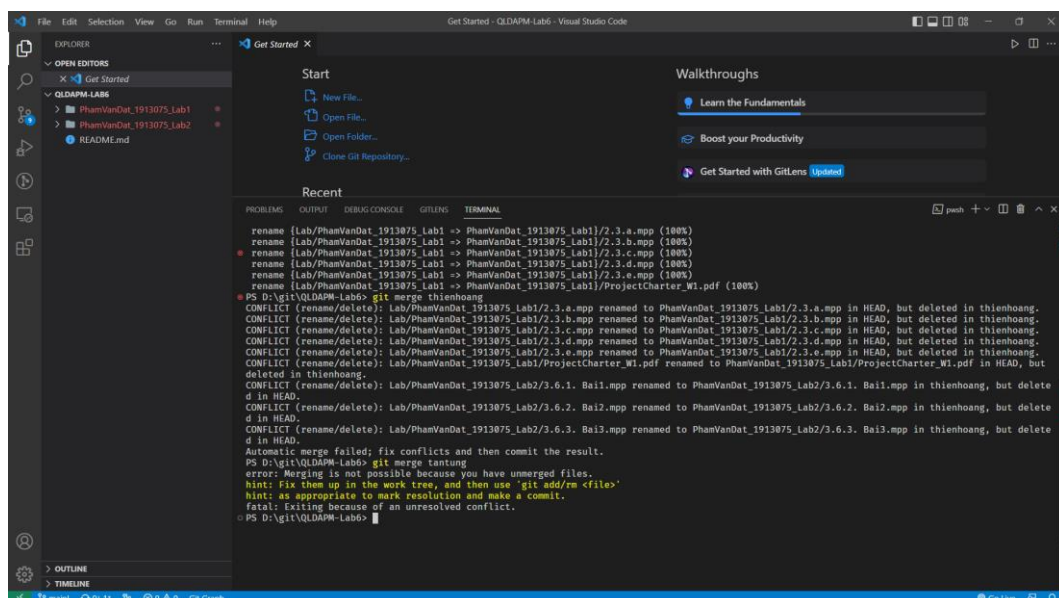 File Edit Selection View Go Run Terminal Help
Get Started - QLDAPM-Lab6 - Visual Studio Code
EXPLORER
OPEN EDITORS
Get Started
QLDAPM-LAB6
PhamVanDat_1913075_Lab1
PhamVanDat_1913075_Lab2
README.md
OUTLINE
TIMELINE
Get Started
Start
New File...
Open File...
Open Folder...
Clone Git Repository...
Recent
Walkthroughs
Learn the Fundamentals
Boost your Productivity
Get Started with GitLens Updated
PROBLEMS OUTPUT DEBUG CONSOLE GITLENS TERMINAL
pwsh
rename {Lab/PhamVanDat_1913075_Lab1 => PhamVanDat_1913075_Lab1}/2.3.a.mpp (100%)
rename {Lab/PhamVanDat_1913075_Lab1 => PhamVanDat_1913075_Lab1}/2.3.b.mpp (100%)
rename {Lab/PhamVanDat_1913075_Lab1 => PhamVanDat_1913075_Lab1}/2.3.c.mpp (100%)
rename {Lab/PhamVanDat_1913075_Lab1 => PhamVanDat_1913075_Lab1}/2.3.d.mpp (100%)
rename {Lab/PhamVanDat_1913075_Lab1 => PhamVanDat_1913075_Lab1}/2.3.e.mpp (100%)
rename {Lab/PhamVanDat_1913075_Lab1 => PhamVanDat_1913075_Lab1}/ProjectCharter_W1.pdf (100%)
PS D:\git\QLDAPM-Lab6> git merge thienhoang
CONFLICT (rename/delete): Lab/PhamVanDat_1913075_Lab1/2.3.a.mpp renamed to PhamVanDat_1913075_Lab1/2.3.a.mpp in HEAD, but deleted in thienhoang.
CONFLICT (rename/delete): Lab/PhamVanDat_1913075_Lab1/2.3.b.mpp renamed to PhamVanDat_1913075_Lab1/2.3.b.mpp in HEAD, but deleted in thienhoang.
CONFLICT (rename/delete): Lab/PhamVanDat_1913075_Lab1/2.3.c.mpp renamed to PhamVanDat_1913075_Lab1/2.3.c.mpp in HEAD, but deleted in thienhoang.
CONFLICT (rename/delete): Lab/PhamVanDat_1913075_Lab1/2.3.d.mpp renamed to PhamVanDat_1913075_Lab1/2.3.d.mpp in HEAD, but deleted in thienhoang.
CONFLICT (rename/delete): Lab/PhamVanDat_1913075_Lab1/2.3.e.mpp renamed to PhamVanDat_1913075_Lab1/2.3.e.mpp in HEAD, but deleted in thienhoang.
CONFLICT (rename/delete): Lab/PhamVanDat_1913075_Lab1/ProjectCharter_W1.pdf renamed to PhamVanDat_1913075_Lab1/ProjectCharter_W1.pdf in HEAD, but
deleted in thienhoang.
CONFLICT (rename/delete): Lab/PhamVanDat_1913075_Lab2/3.6.1. Bai1.mpp renamed to PhamVanDat_1913075_Lab2/3.6.1. Bai1.mpp in thienhoang, but delete
d in HEAD.
CONFLICT (rename/delete): Lab/PhamVanDat_1913075_Lab2/3.6.2. Bai2.mpp renamed to PhamVanDat_1913075_Lab2/3.6.2. Bai2.mpp in thienhoang, but delete
d in HEAD.
CONFLICT (rename/delete): Lab/PhamVanDat_1913075_Lab2/3.6.3. Bai3.mpp renamed to PhamVanDat_1913075_Lab2/3.6.3. Bai3.mpp in thienhoang, but delete
d in HEAD.
Automatic merge failed; fix conflicts and then commit the result.
PS D:\git\QLDAPM-Lab6> git merge tantung
error: Merging is not possible because you have unmerged files.
hint: Fix them up in the work tree, and then use 'git add/rm <file>'
hint: as appropriate to mark resolution and make a commit.
fatal: Exiting because of an unresolved conflict.
PS D:\git\QLDAPM-Lab6>